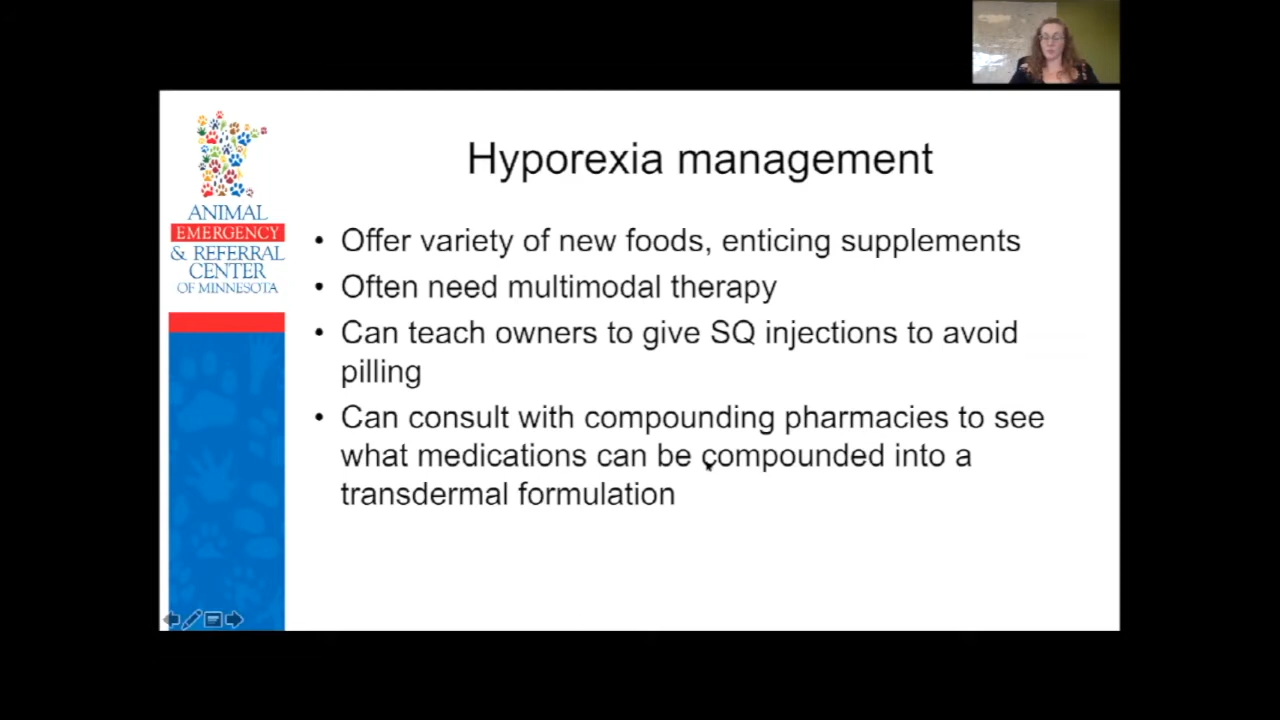 Hyporexia management
ANIMAL
EMERGENCY
& REFERRAL
CENTER
OF MINNESOTA
• Offer variety of new foods, enticing supplements
• Often need multimodal therapy
• Can teach owners to give SQ injections to avoid
pilling
• Can consult with compounding pharmacies to see
what medications can be compounded into a
transdermal formulation